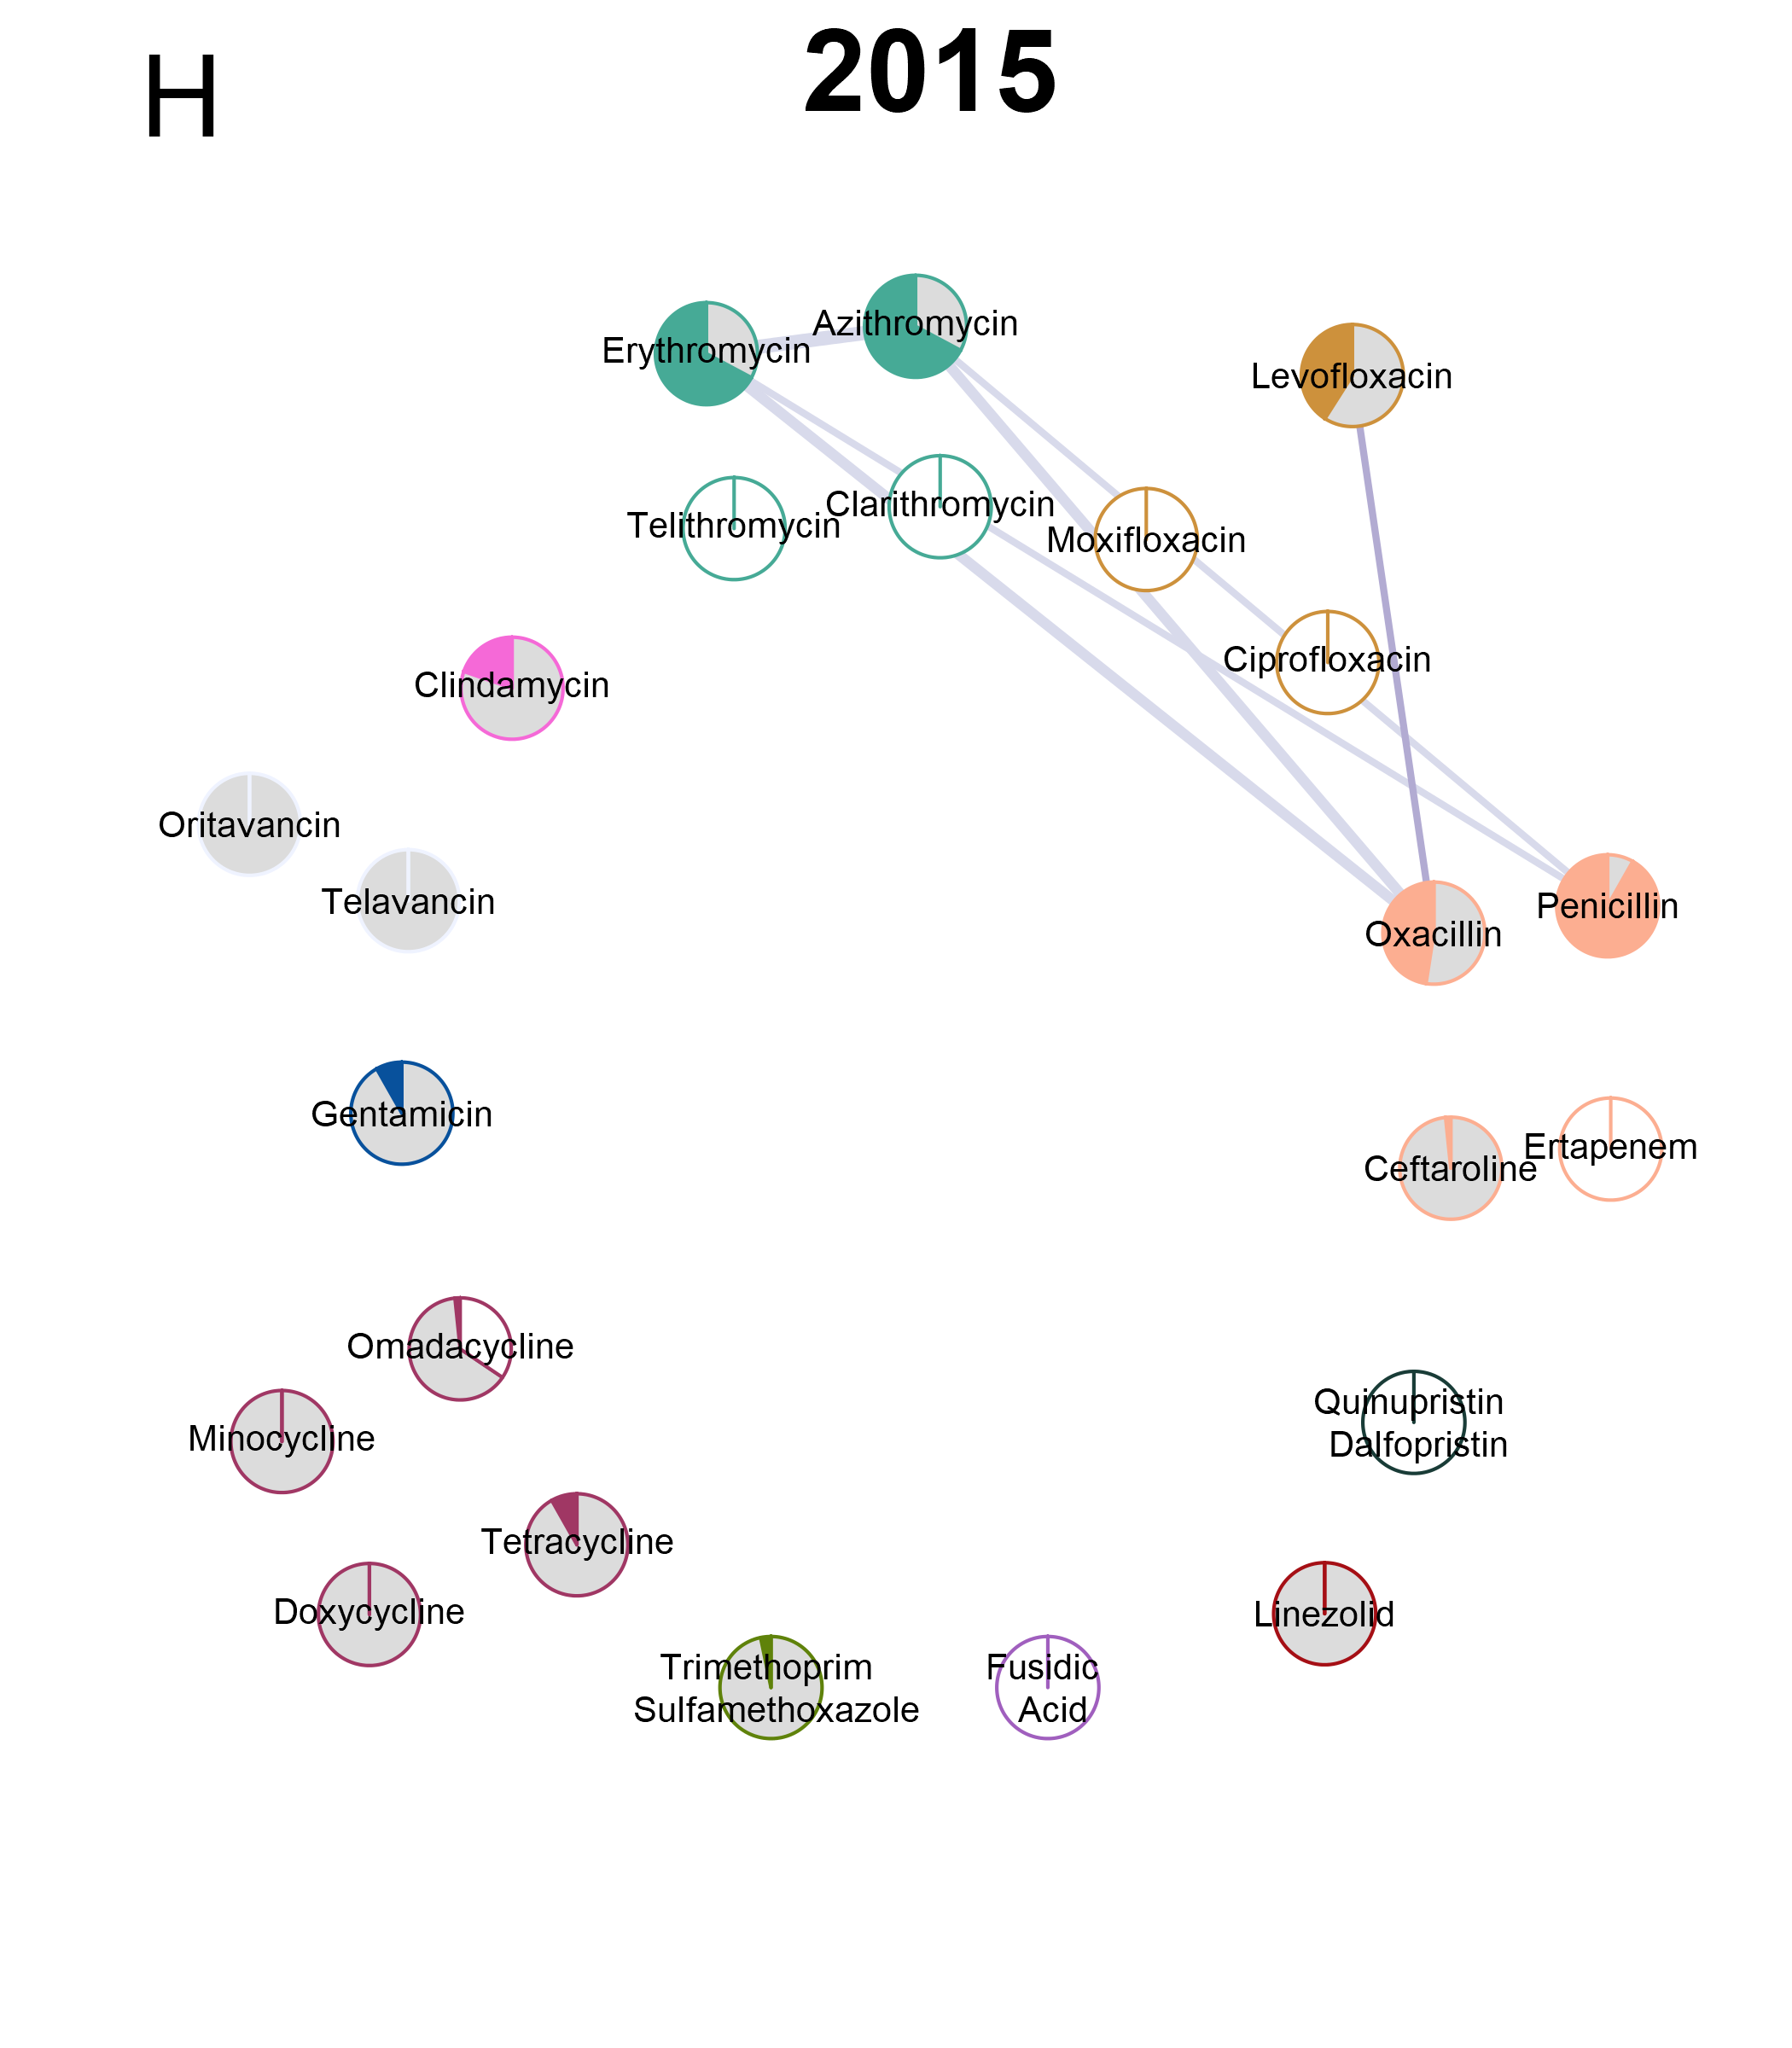 H
2015
Azithromycin
Erythromycin
Levofloxacin
Clarithromycin
Telithromycin
Moxifloxacin
Ciprofloxacin
Clindamycin
Oritavancin
Telavancin
Penicillin
Oxacillin
Gentamicin
Ertapenem
Ceftaroline
Omadacycline
Minocycline
Quinupristin
Dalfopristin
Tetracycline
Doxycycline
Linezolid
Trimethoprim
Sulfamethoxazole
Fusidic
Acid